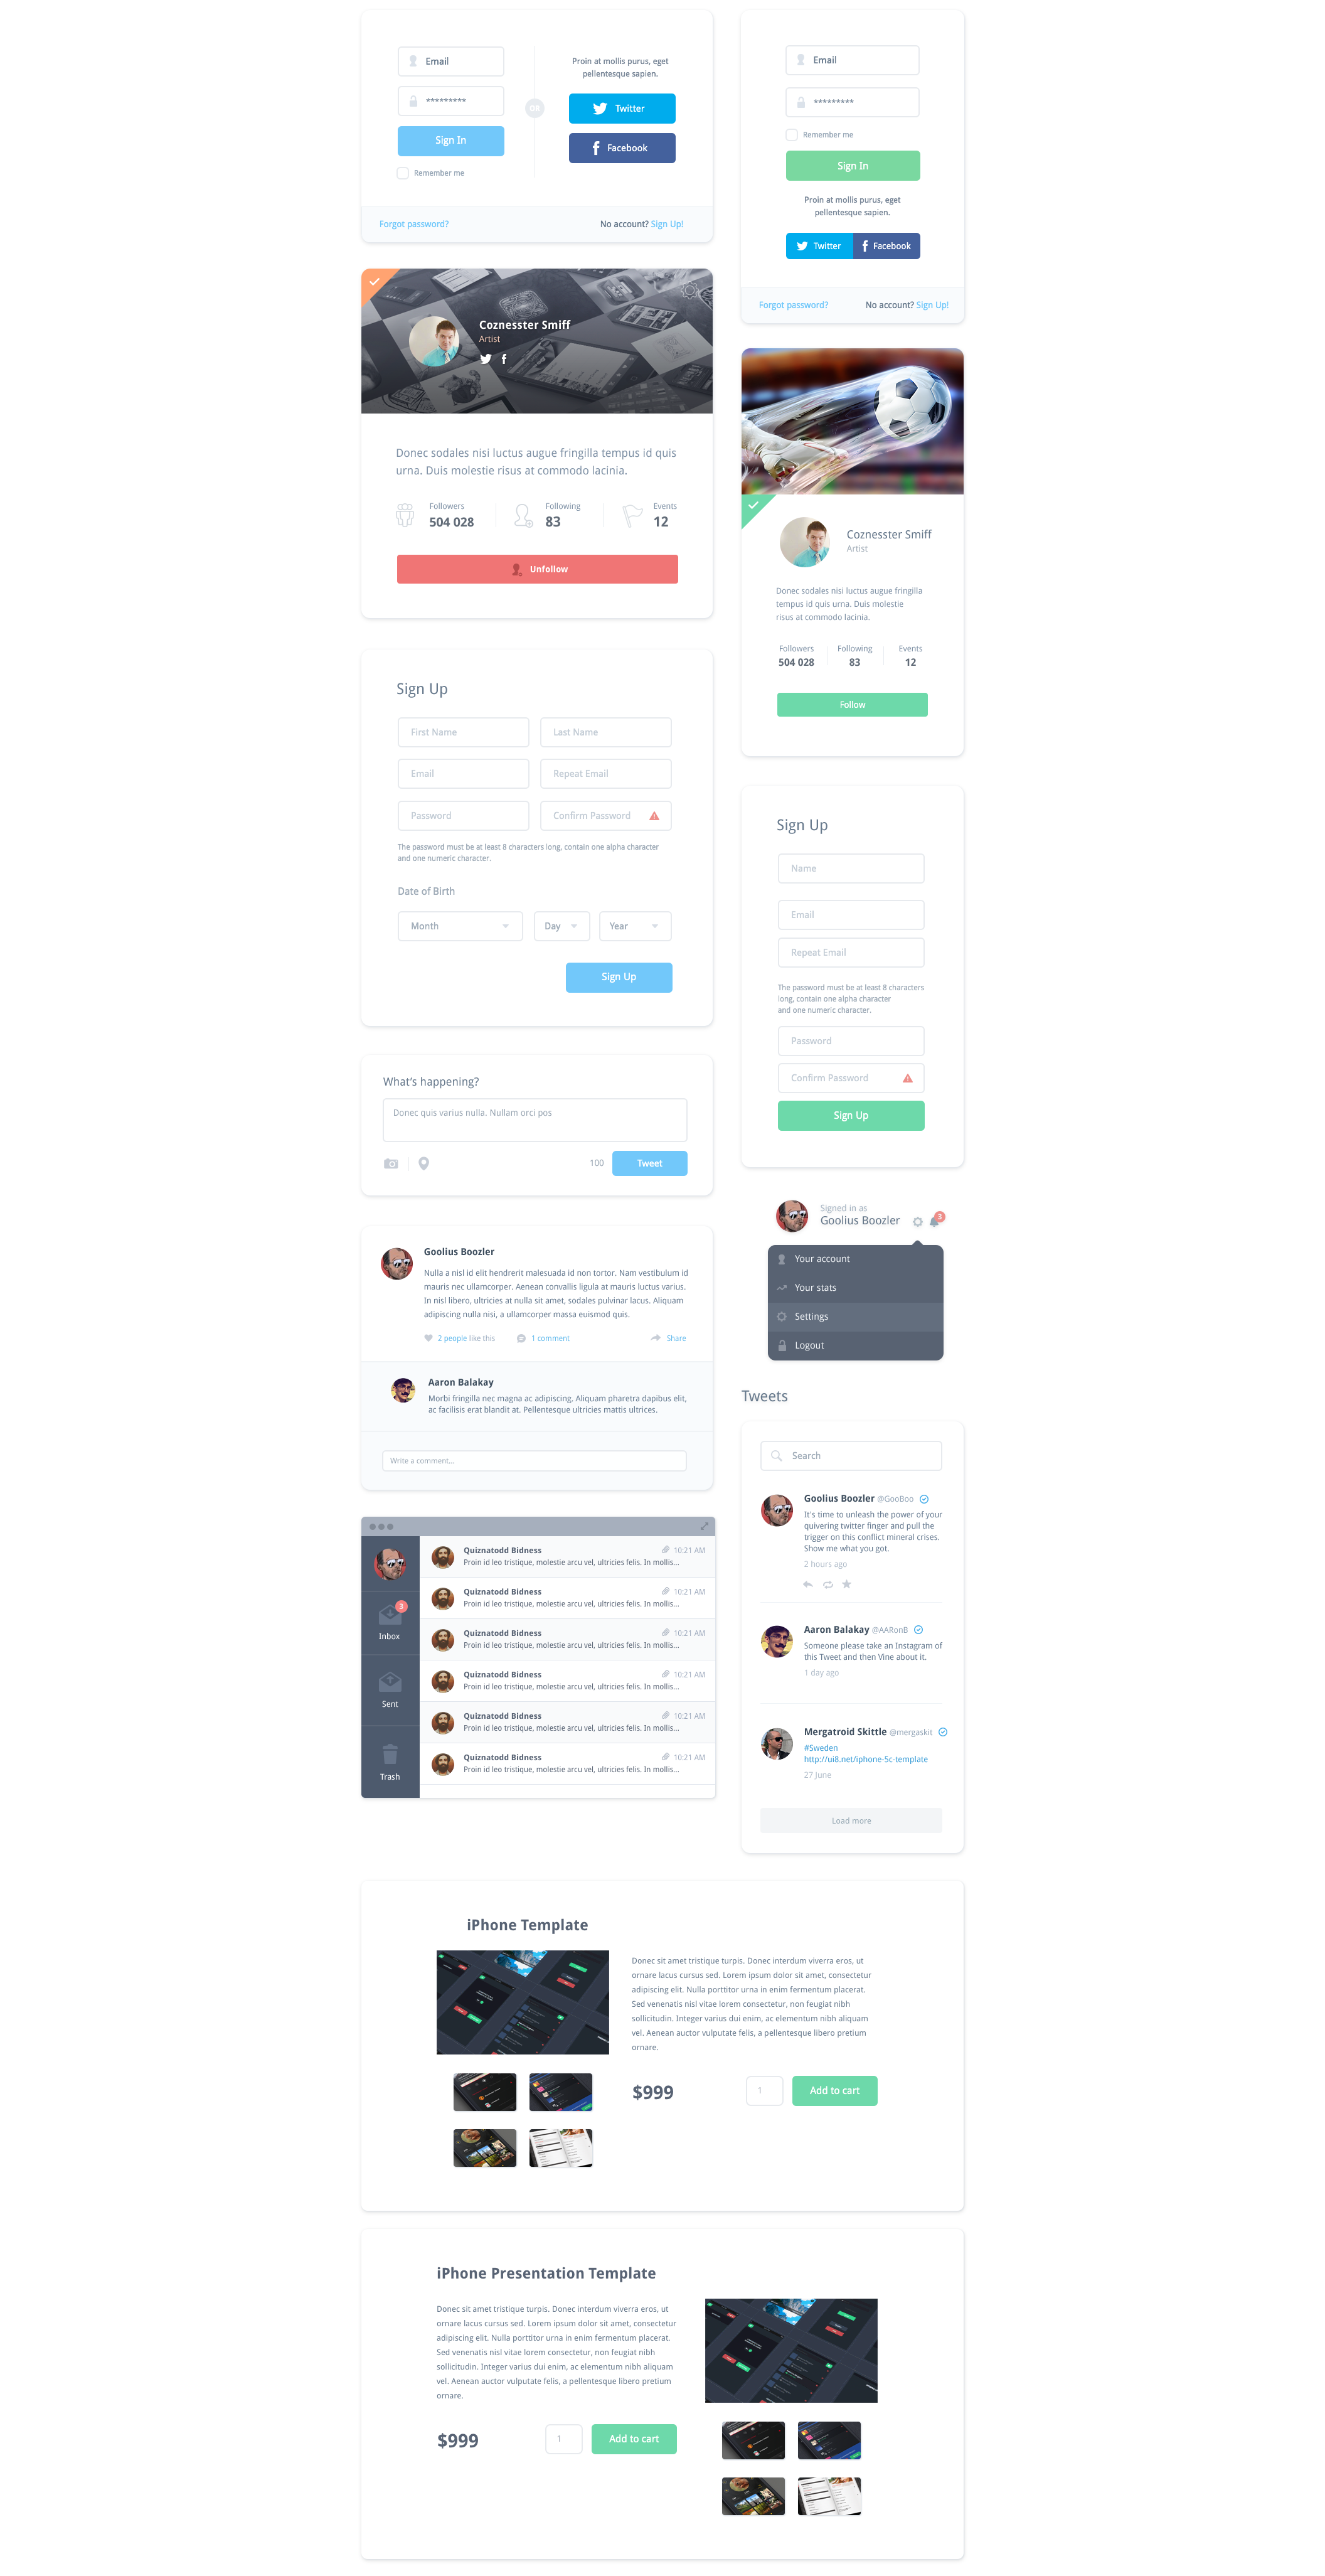 Email
*********
Sign In
Remember me
OR
Proin at mollis purus, eget
pellentesque sapien.
Twitter
Facebook
Forgot password?
No account? Sign Up!
Email
*********
Remember me
Sign In
Proin at mollis purus, eget
pellentesque sapien.
Twitter
Facebook
Forgot password?
No account? Sign Up!
Coznesster Smiff
Artist
Donec sodales nisi luctus augue fringilla tempus id quis
urna. Duis molestie risus at commodo lacinia.
Followers
504 028
Following
83
Events
12
Unfollow
Coznesster Smiff
Artist
Donec sodales nisi luctus augue fringilla
tempus id quis urna. Duis molestie
risus at commodo lacinia.
Followers
504 028
Following
83
Events
12
Follow
Sign Up
First Name
Last Name
Email
Repeat Email
Password
Confirm Password
The password must be at least 8 characters long, contain one alpha character
and one numeric character.
Date of Birth
Month
Day
Year
Sign Up
Sign Up
Name
Email
Repeat Email
The password must be at least 8 characters
long, contain one alpha character
and one numeric character.
Password
Confirm Password
Sign Up
What's happening?
Donec quis varius nulla. Nullam orci pos
100
Tweet
Goolius Boozler
Nulla a nisl id elit hendrerit malesuada id non tortor. Nam vestibulum id
mauris nec ullamcorper. Aenean convallis ligula at mauris luctus varius.
In nisl libero, ultricies at nulla sit amet, sodales pulvinar lacus. Aliquam
adipiscing nulla nisi, a ullamcorper massa euismod quis.
2 people like this
1 comment
Share
Aaron Balakay
Morbi fringilla nec magna ac adipiscing. Aliquam pharetra dapibus elit,
ac facilisis erat blandit at. Pellentesque ultricies mattis ultrices.
Write a comment...
Signed in as
Goolius Boozler
3
Your account
Your stats
Settings
Logout
Tweets
Search
Goolius Boozler @GooBoo
It's time to unleash the power of your
quivering twitter finger and pull the
trigger on this conflict mineral crises.
Show me what you got.
2 hours ago
Aaron Balakay @AARonB
Someone please take an Instagram of
this Tweet and then Vine about it.
1 day ago
Mergatroid Skittle @mergaskit
#Sweden
http://ui8.net/iphone-5c-template
27 June
Load more
3
Inbox
Sent
Trash
Quiznatodd Bidness
10:21 AM
Proin id leo tristique, molestie arcu vel, ultricies felis. In mollis...
Quiznatodd Bidness
10:21 AM
Proin id leo tristique, molestie arcu vel, ultricies felis. In mollis...
Quiznatodd Bidness
10:21 AM
Proin id leo tristique, molestie arcu vel, ultricies felis. In mollis...
Quiznatodd Bidness
10:21 AM
Proin id leo tristique, molestie arcu vel, ultricies felis. In mollis...
Quiznatodd Bidness
10:21 AM
Proin id leo tristique, molestie arcu vel, ultricies felis. In mollis...
Quiznatodd Bidness
10:21 AM
Proin id leo tristique, molestie arcu vel, ultricies felis. In mollis...
iPhone Template
Donec sit amet tristique turpis. Donec interdum viverra eros, ut
ornare lacus cursus sed. Lorem ipsum dolor sit amet, consectetur
adipiscing elit. Nulla porttitor urna in enim fermentum placerat.
Sed venenatis nisl vitae lorem consectetur, non feugiat nibh
sollicitudin. Integer varius dui enim, ac elementum nibh aliquam
vel. Aenean auctor vulputate felis, a pellentesque libero pretium
ornare.
$999
1
Add to cart
iPhone Presentation Template
Donec sit amet tristique turpis. Donec interdum viverra eros, ut
ornare lacus cursus sed. Lorem ipsum dolor sit amet, consectetur
adipiscing elit. Nulla porttitor urna in enim fermentum placerat.
Sed venenatis nisl vitae lorem consectetur, non feugiat nibh
sollicitudin. Integer varius dui enim, ac elementum nibh aliquam
vel. Aenean auctor vulputate felis, a pellentesque libero pretium
ornare.
$999
1
Add to cart